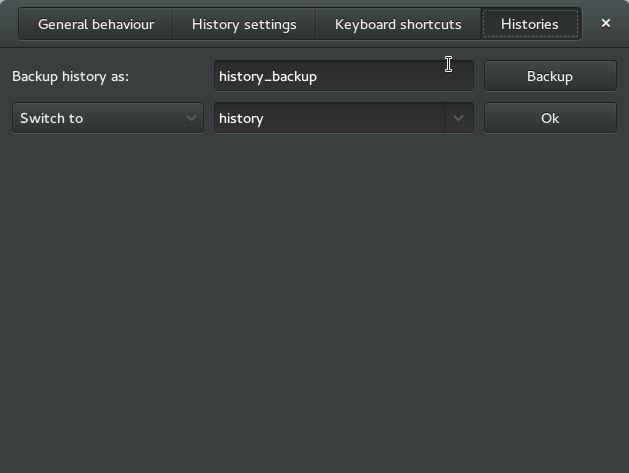 General behaviour History settings Keyboard shortcuts Histories
Backup history as: history_backup Backup
Switch to history Ok